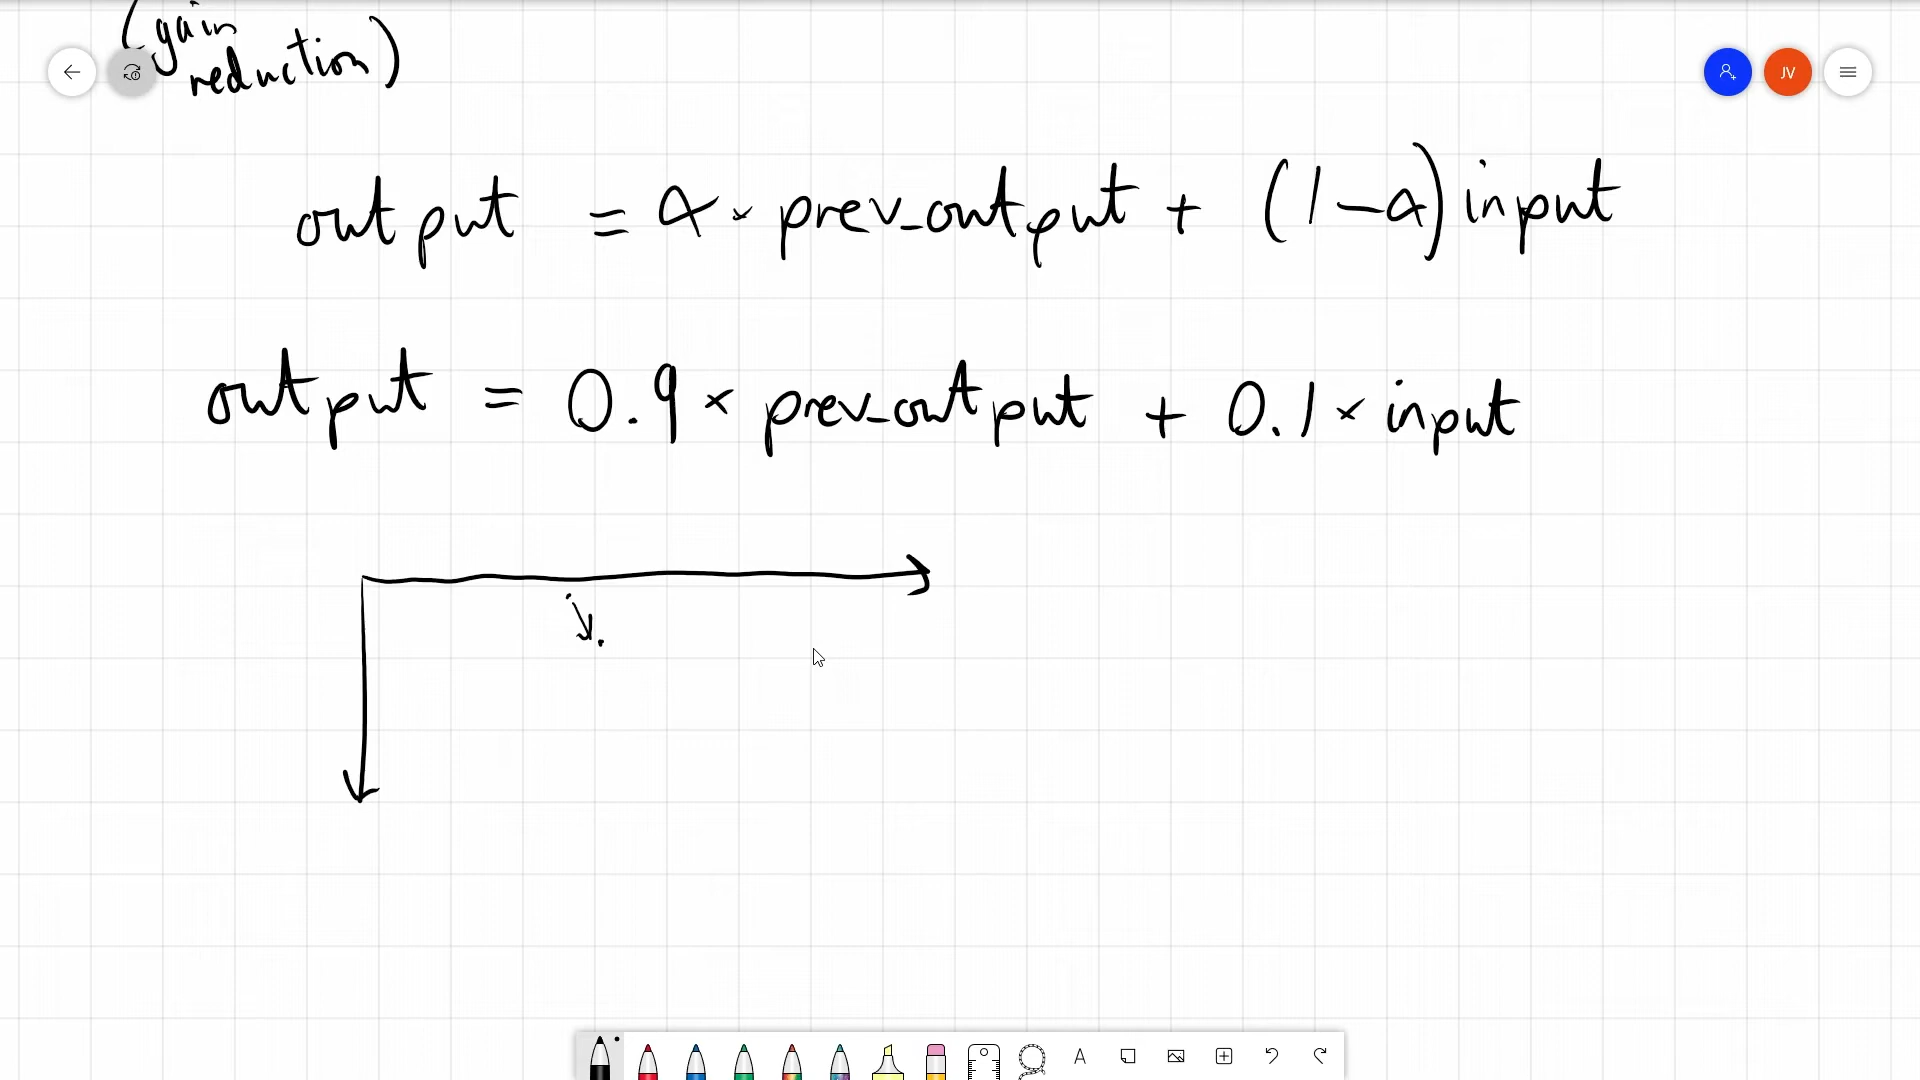 (gain
reduction)
JV
output = α × prev_output + (1-α) input
output = 0.9 × prev_output + 0.1 × input
A